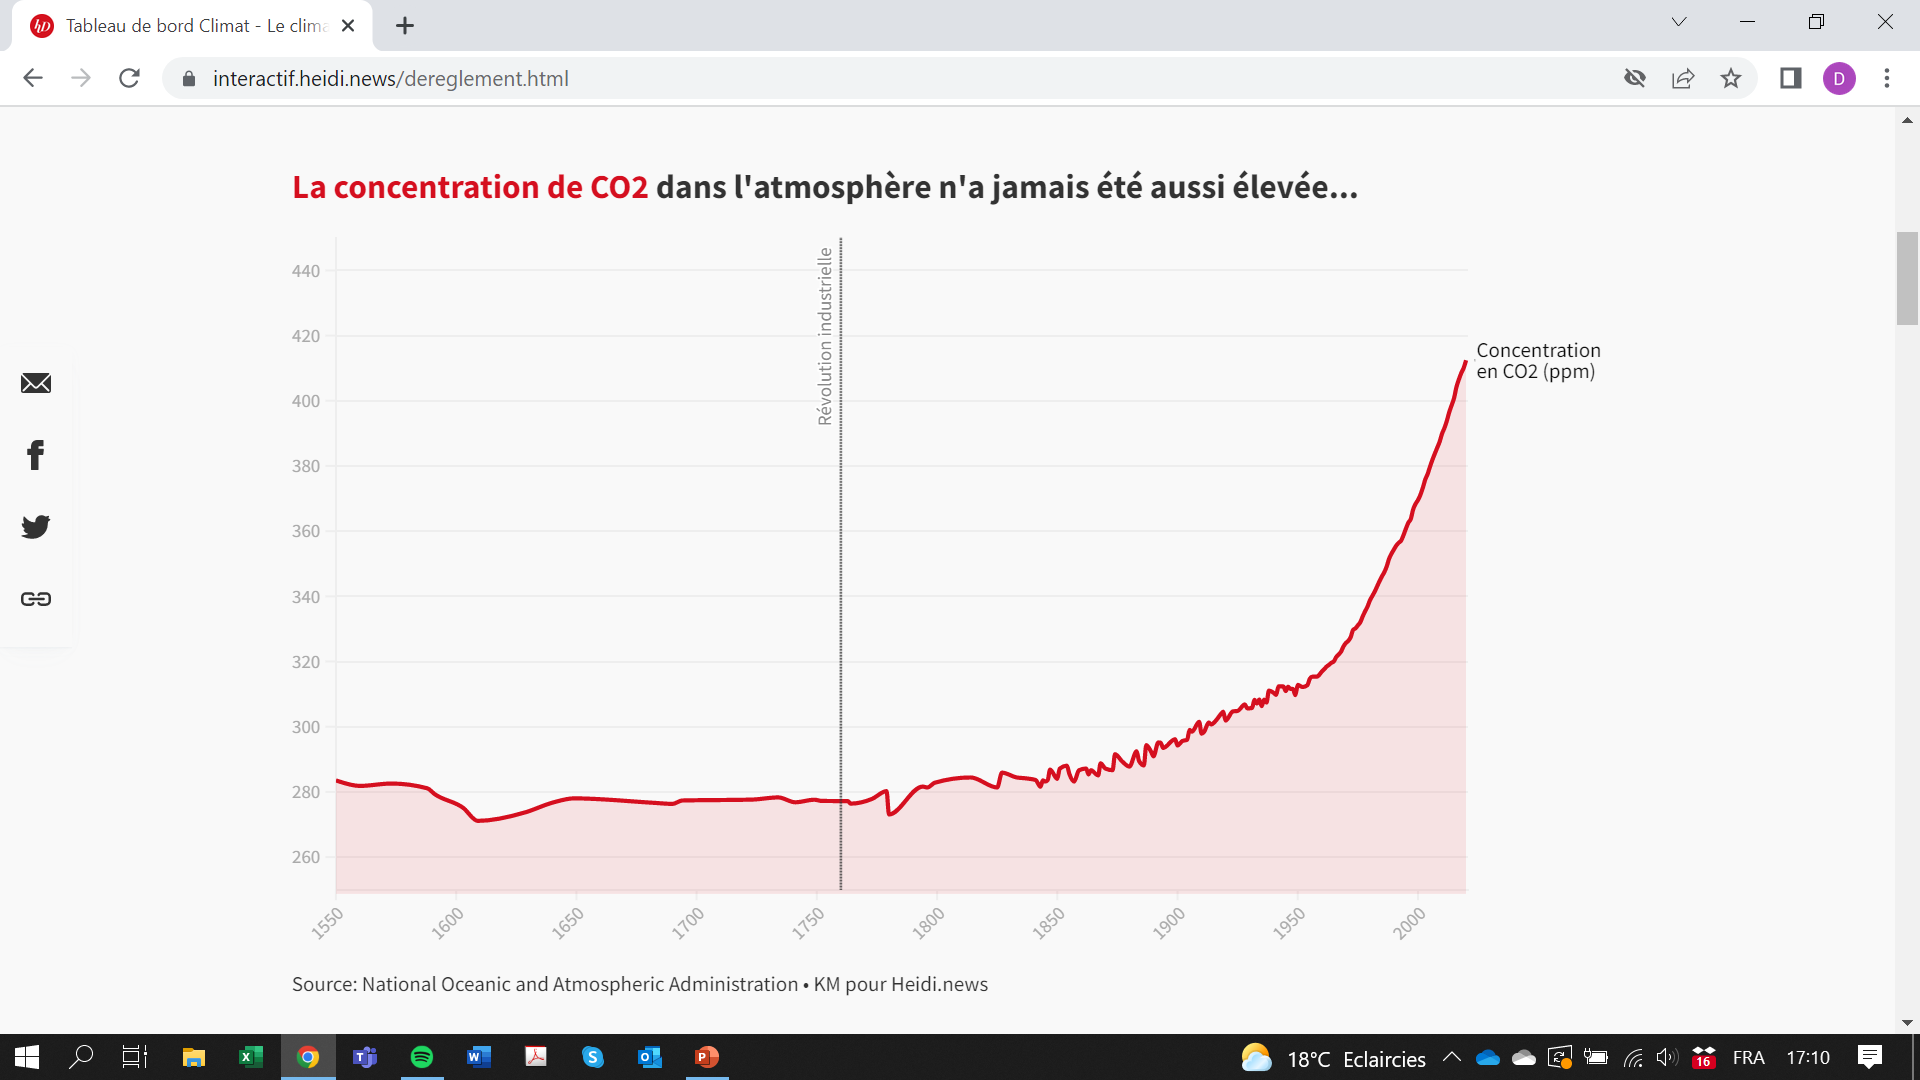 Tableau de bord Climat - Le clima
interactif.heidi.news/dereglement.html
D
La concentration de CO2 dans l'atmosphère n'a jamais été aussi élevée...
Révolution industrielle
440
420
400
380
360
340
320
300
280
260
Concentration
en CO2 (ppm)
1550
1600
1650
1700
1750
1800
1850
1900
1950
2000
Source: National Oceanic and Atmospheric Administration • KM pour Heidi.news
18°C Eclaircies
16
FRA
17:10